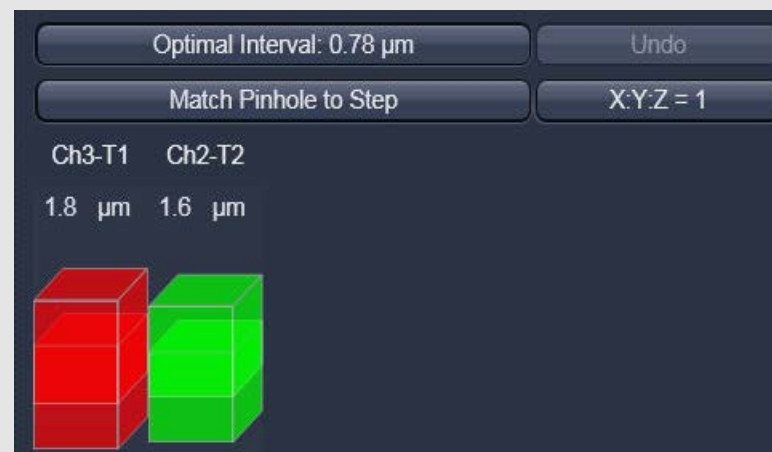 Optimal Interval: 0.78 µm Undo
Match Pinhole to Step X:Y:Z = 1
Ch3-T1 Ch2-T2
1.8 µm 1.6 µm